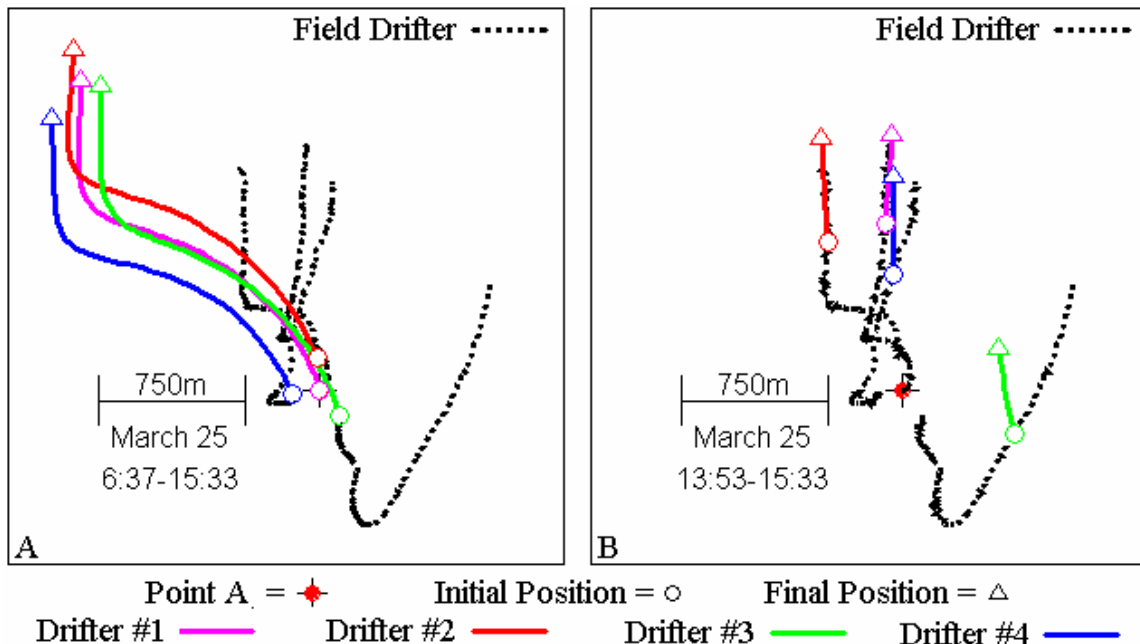 Field Drifter
750m
March 25
6:37-15:33
A
Field Drifter
750m
March 25
13:53-15:33
B
Point A = Initial Position = Final Position =
Drifter #1 Drifter #2 Drifter #3 Drifter #4